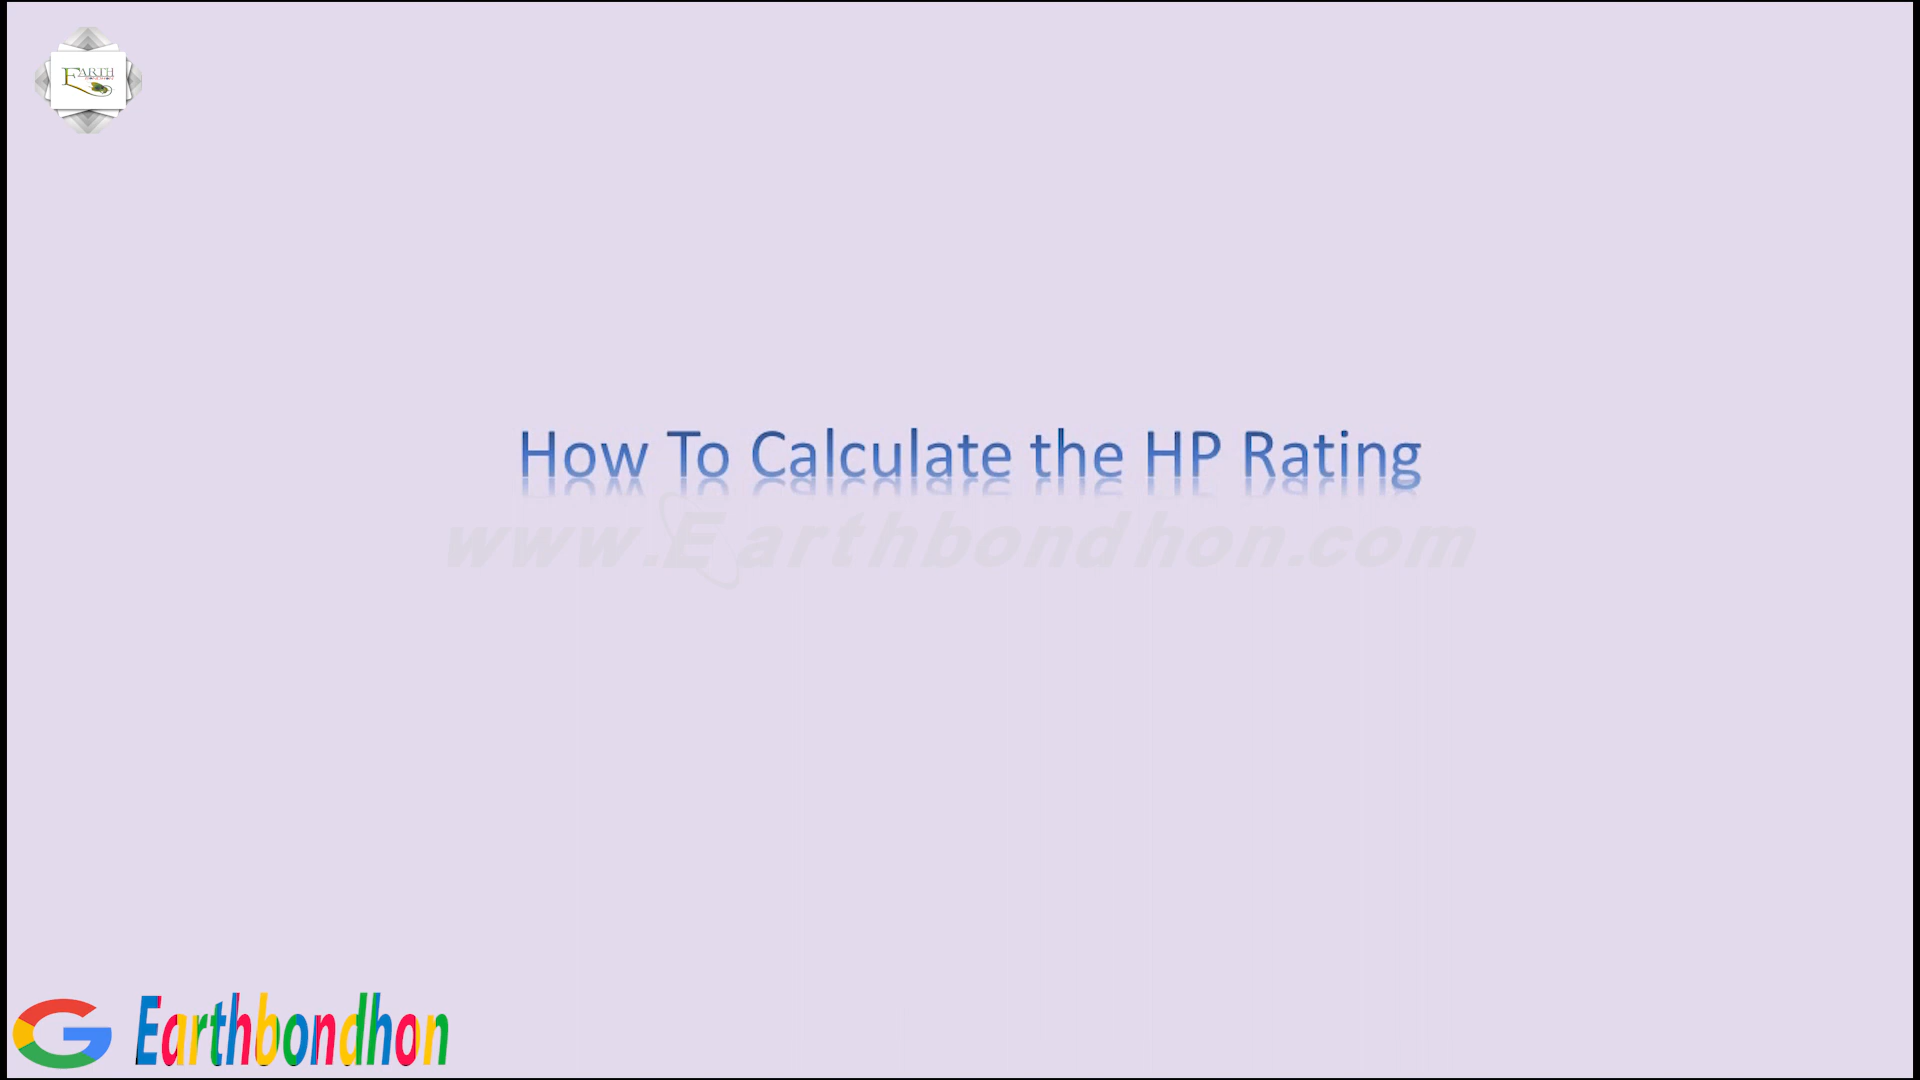 EARTH
How To Calculate the HP Rating
www.Earthbondhon.com
G Earthbondhon